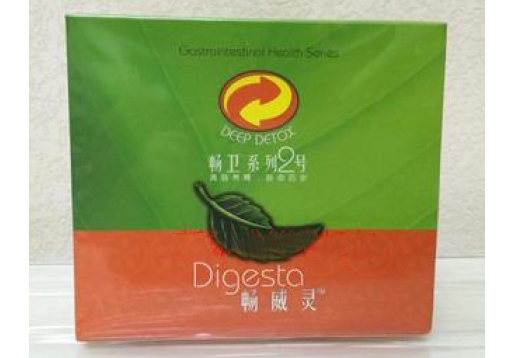 Gastrointestinal Health Series
DEEP DETOX
畅卫系列2号
Digesta
畅威灵™